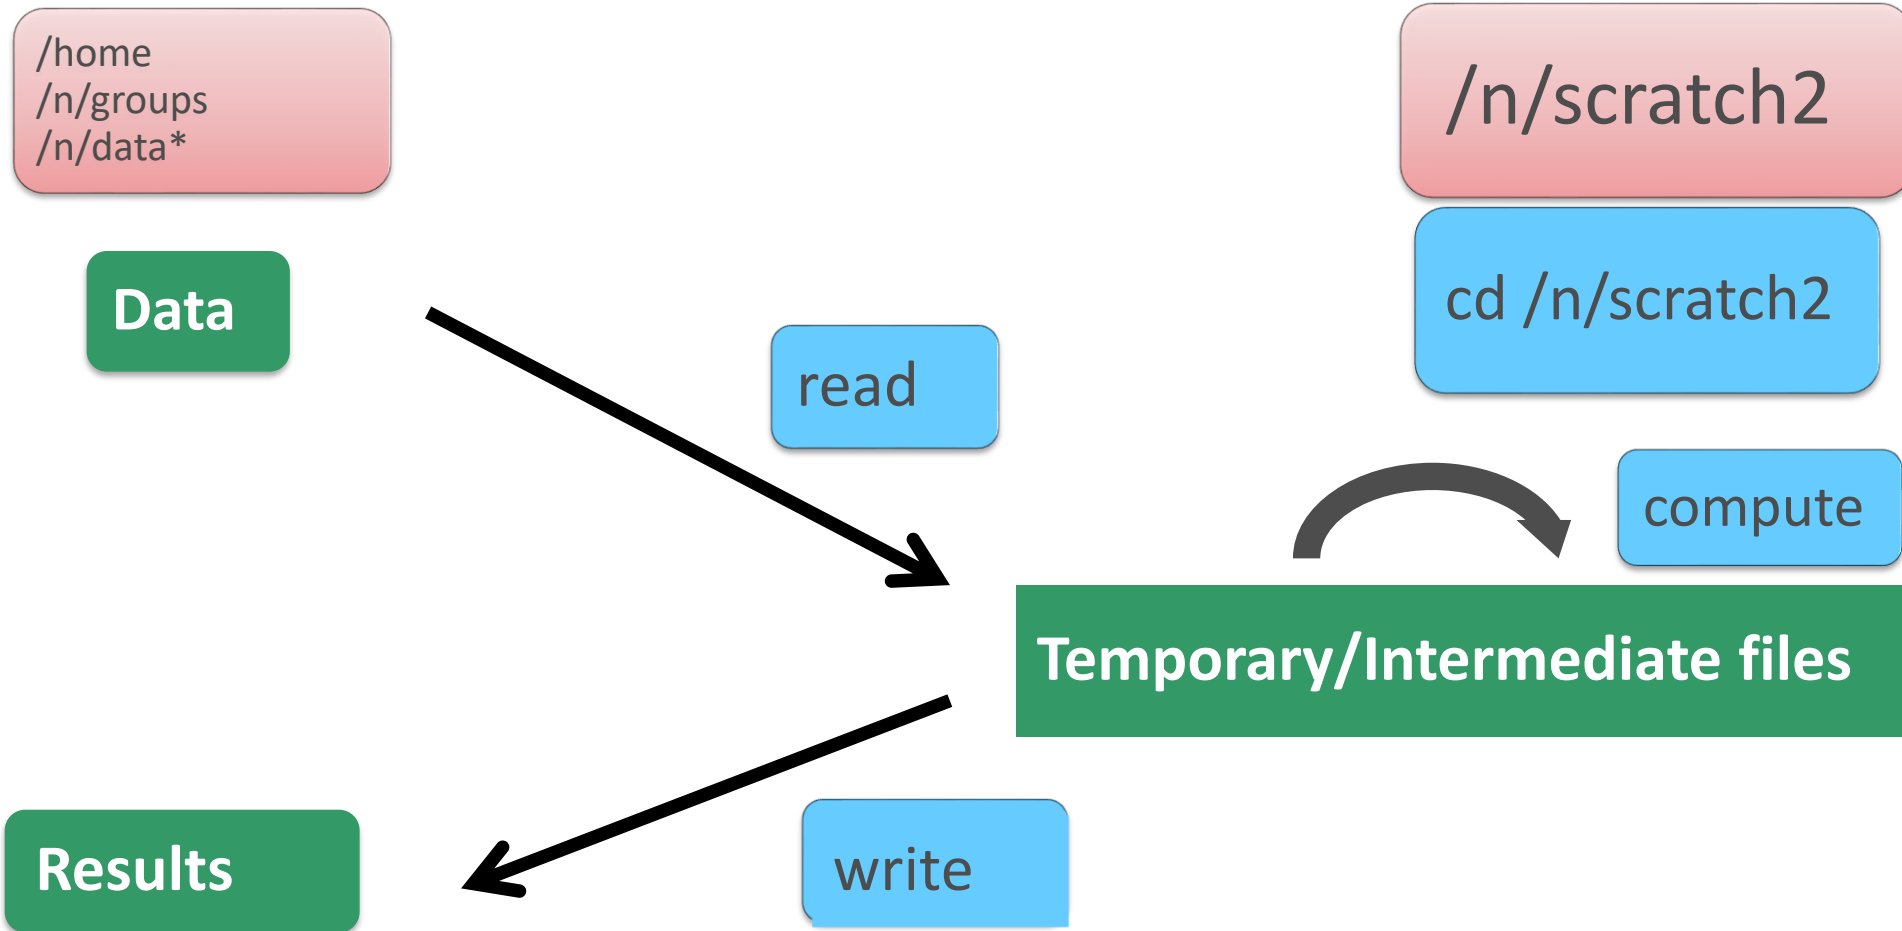 /home
/n/groups
/n/data*
/n/scratch2
Data
cd /n/scratch2
read
compute
Temporary/Intermediate files
Results
write